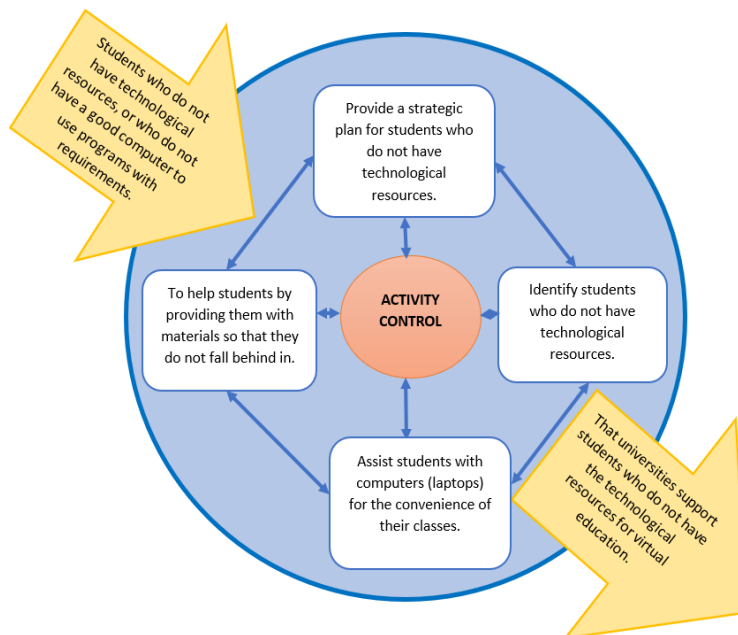 Students who do not
have technological
resources, or who do not
have a good computer to
use programs with
requirements.
Provide a strategic
plan for students who
do not have
technological
resources.
To help students by
providing them with
materials so that they
do not fall behind in.
ACTIVITY
CONTROL
Identify students
who do not have
technological
resources.
Assist students with
computers (laptops)
for the convenience of
their classes.
That universities support
students who do not have
the technological
resources for virtual
education.